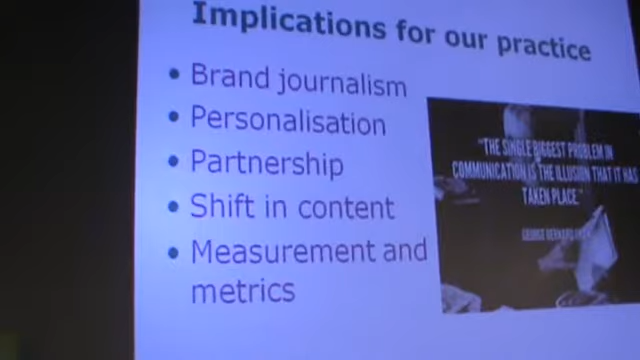 Implications for our practice
• Brand journalism
• Personalisation
• Partnership
• Shift in content
• Measurement and
metrics
"THE SINGLE BIGGEST PROBLEM IN
COMMUNICATION IS THE ILLUSION THAT IT HAS
TAKEN PLACE."
GEORGE BERNARD